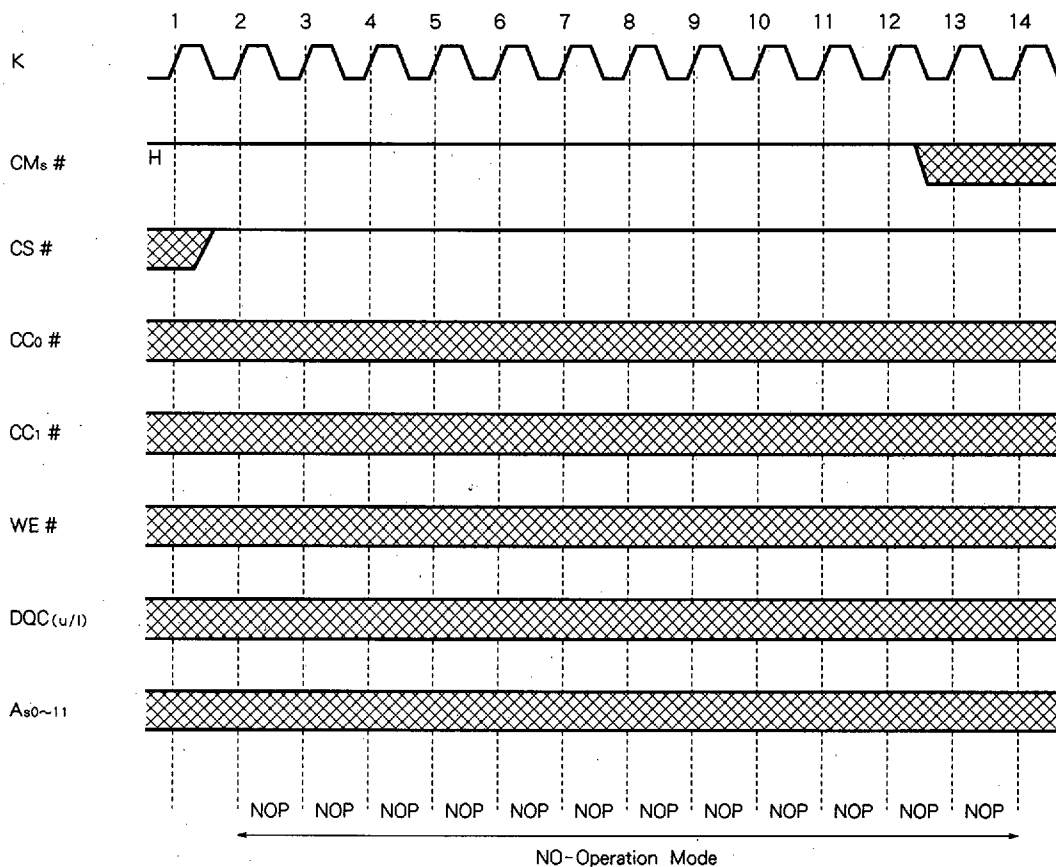 1 2 3 4 5 6 7 8 9 10 11 12 13 14
K
CMs #
H
CS #
CC0 #
CC1 #
WE #
DQC(u/l)
As0~11
NOP NOP NOP NOP NOP NOP NOP NOP NOP NOP NOP NOP
NO-Operation Mode